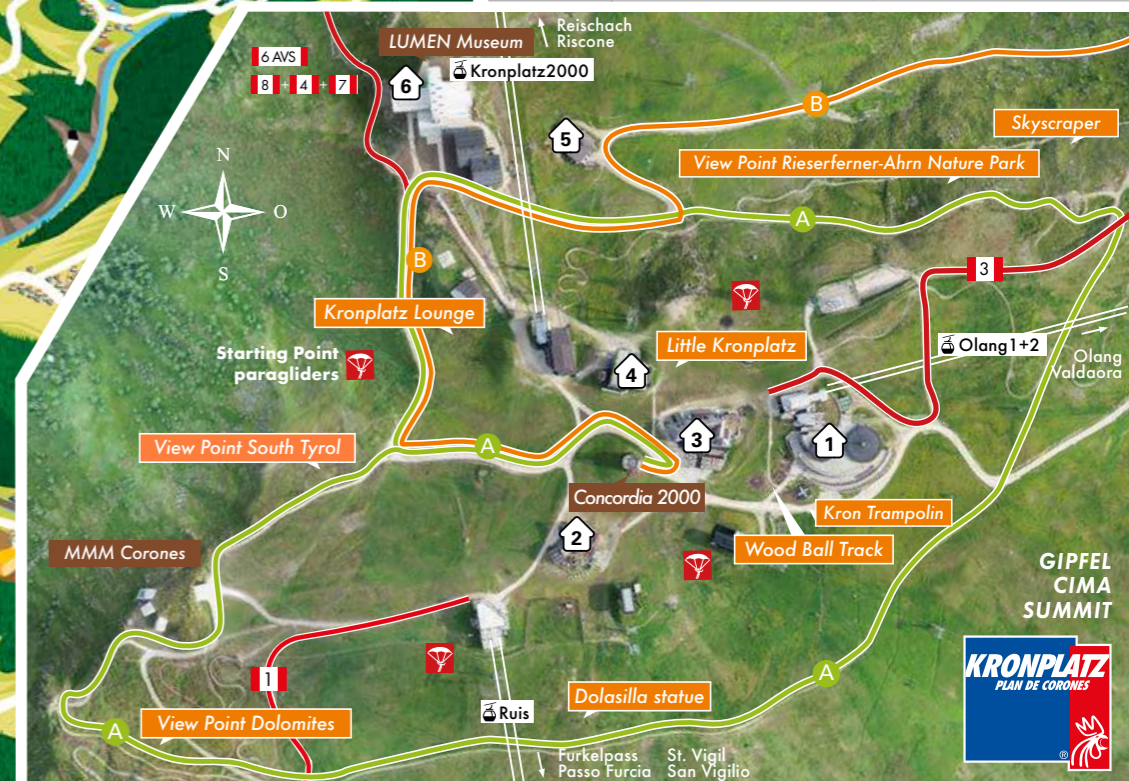 Reischach
Riscone
LUMEN Museum
6 AVS
8 + 4 + 7
Kronplatz2000
6
5
B
Skyscraper
View Point Rieserferner-Ahrn Nature Park
N
W
O
S
A
B
3
Kronplatz Lounge
Little Kronplatz
Olang1+2
Starting Point
paragliders
Olang
Valdaora
4
3
1
View Point South Tyrol
A
Concordia 2000
Kron Trampolin
2
Wood Ball Track
MMM Corones
GIPFEL
CIMA
SUMMIT
KRONPLATZ
PLAN DE CORONES
®
1
A
Dolasilla statue
Ruis
View Point Dolomites
A
Furkelpass
Passo Furcia
St. Vigil
San Vigilio